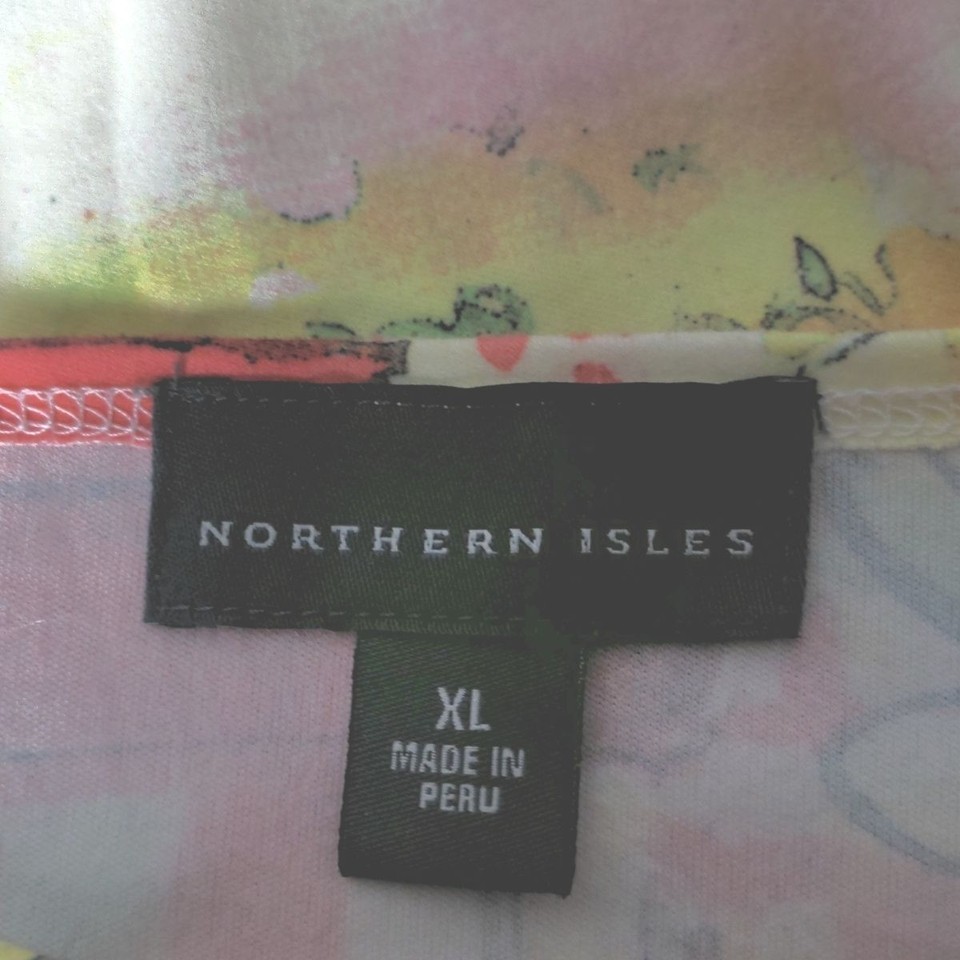 NORTHERN ISLES
XL
MADE IN
PERU